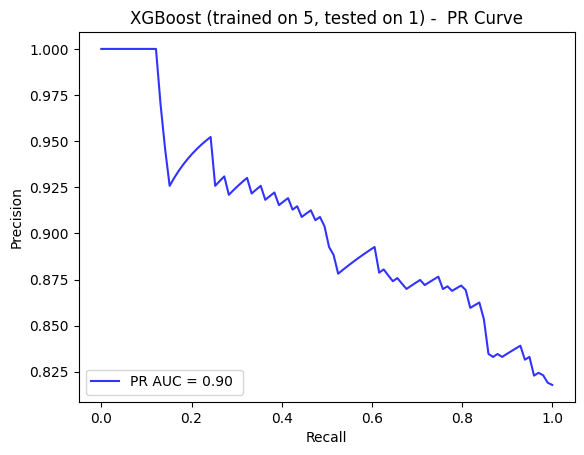 XGBoost (trained on 5, tested on 1) -  PR Curve
1.000
0.975
0.950
0.925
0.900
0.875
0.850
0.825
Precision
PR AUC = 0.90
0.0 0.2 0.4 0.6 0.8 1.0
Recall